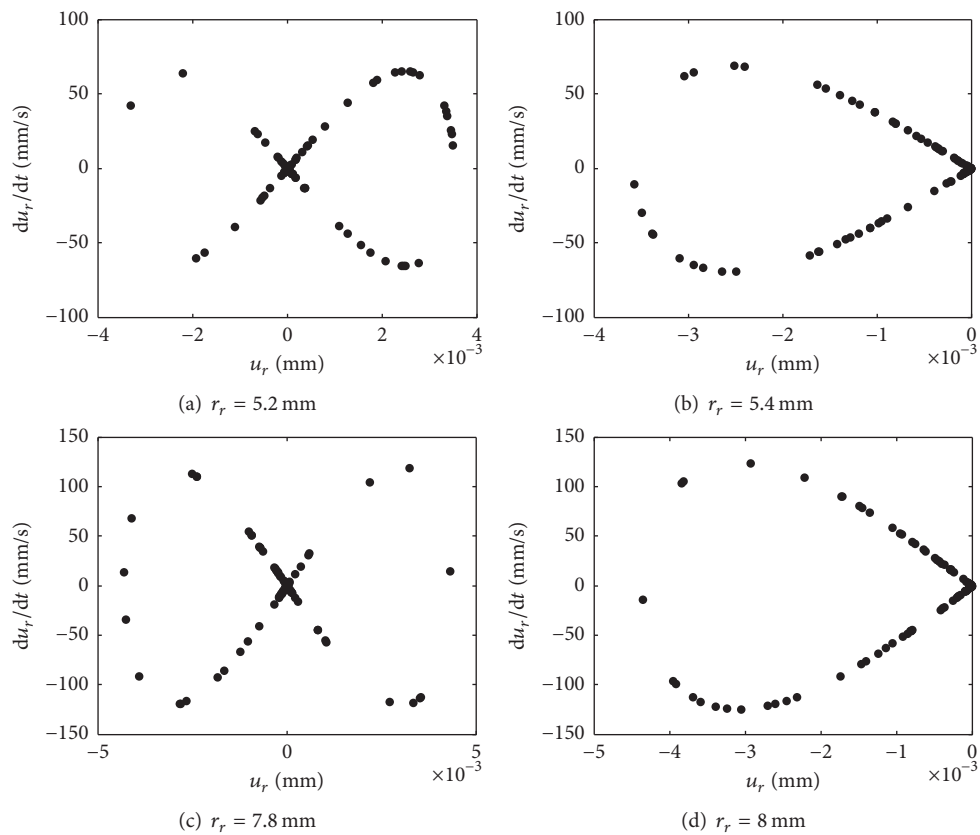 100
50
0
−50
−100
du_r/dt (mm/s)
−4 −2 0 2 4
×10⁻³
u_r (mm)
(a) r_r = 5.2 mm
100
50
0
−50
−100
du_r/dt (mm/s)
−4 −3 −2 −1 0
×10⁻³
u_r (mm)
(b) r_r = 5.4 mm
150
100
50
0
−50
−100
−150
du_r/dt (mm/s)
−5 0 5
×10⁻³
u_r (mm)
(c) r_r = 7.8 mm
150
100
50
0
−50
−100
−150
du_r/dt (mm/s)
−5 −4 −3 −2 −1 0
×10⁻³
u_r (mm)
(d) r_r = 8 mm